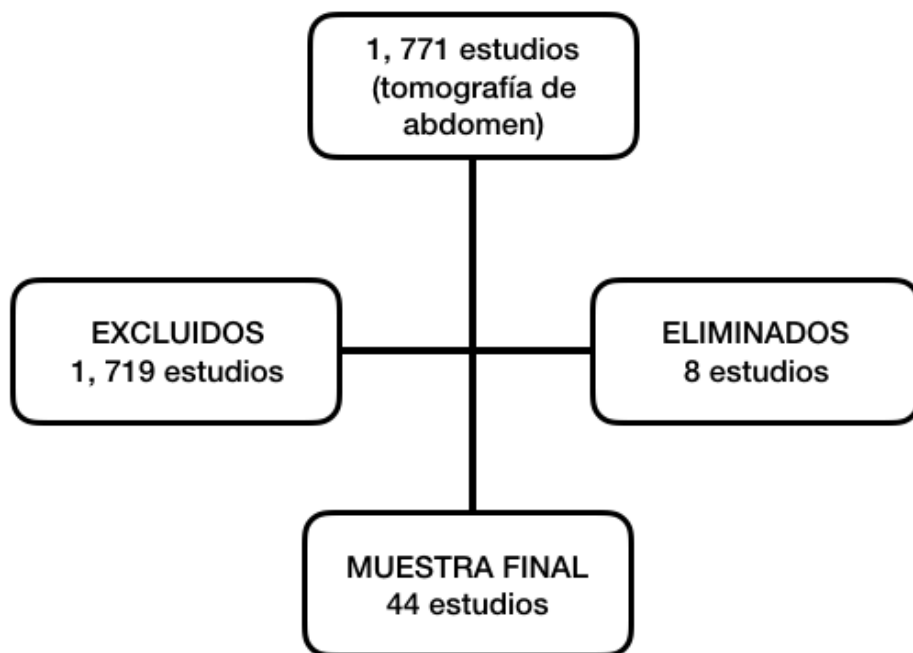 1, 771 estudios
(tomografía de
abdomen)
EXCLUIDOS
1, 719 estudios
ELIMINADOS
8 estudios
MUESTRA FINAL
44 estudios